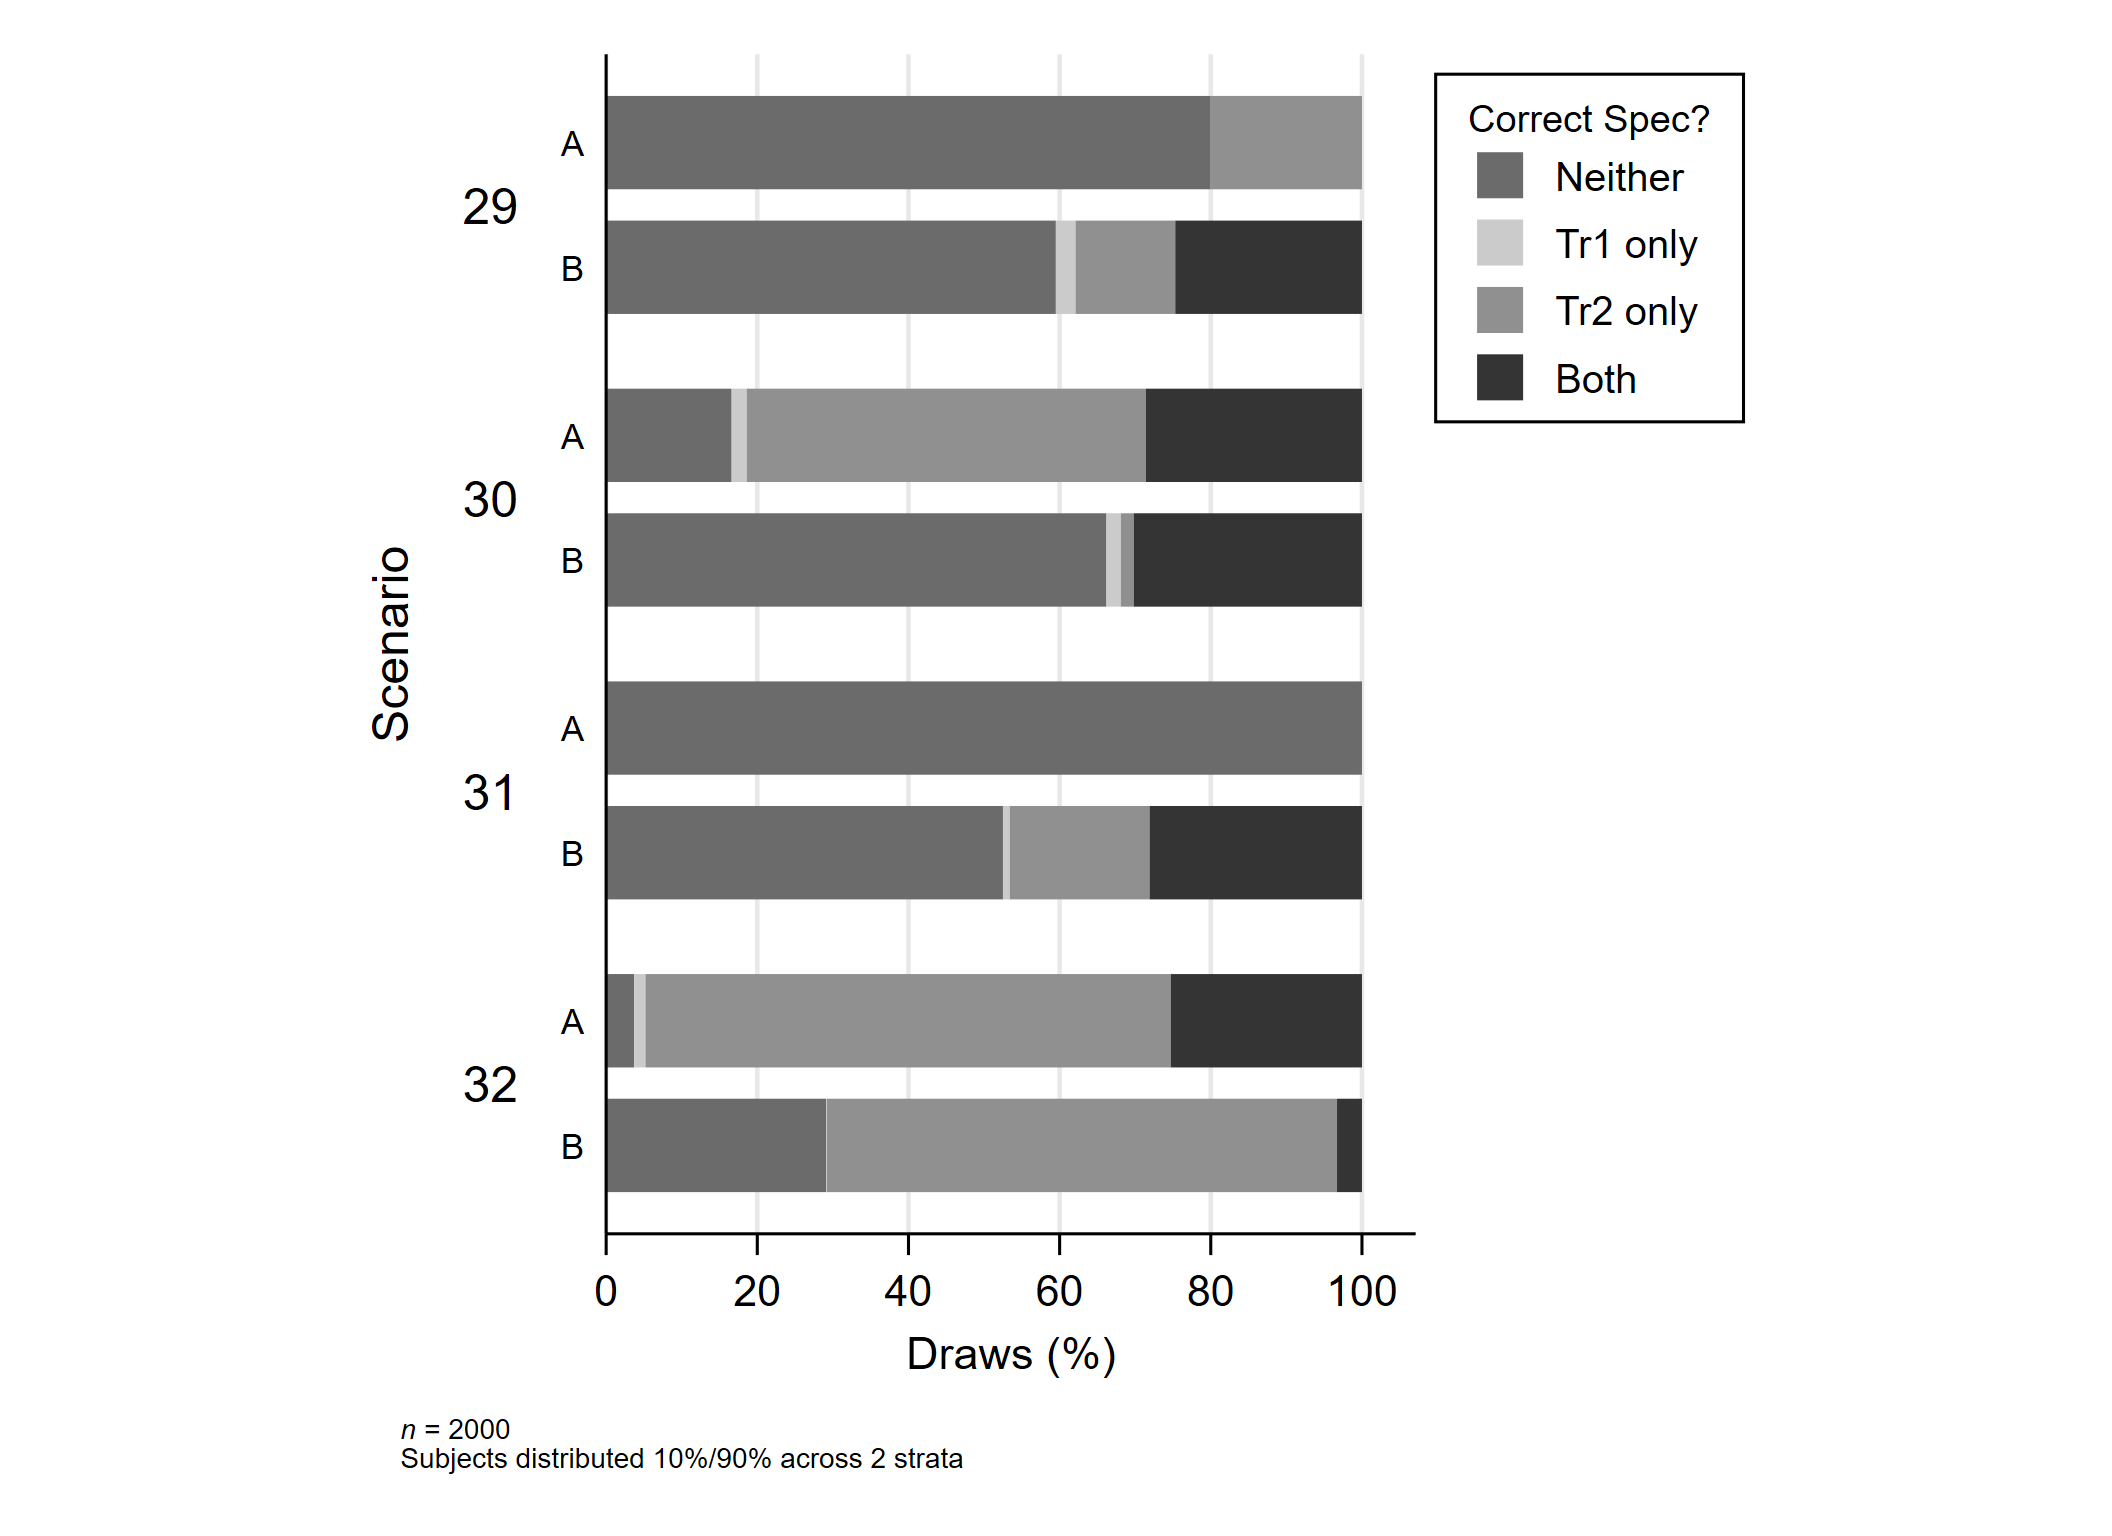 Correct Spec?
Neither
Tr1 only
Tr2 only
Both
Scenario
29
A
B
30
A
B
31
A
B
32
A
B
0 20 40 60 80 100
Draws (%)
n = 2000
Subjects distributed 10%/90% across 2 strata